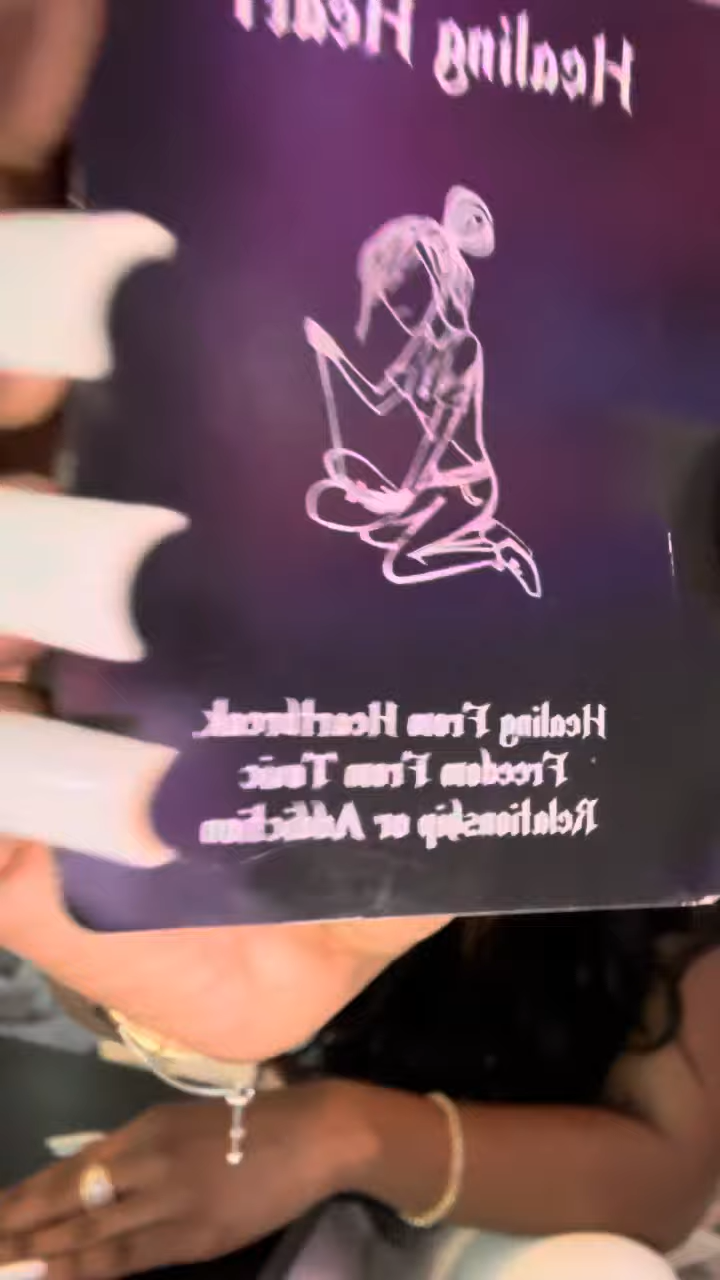 Healing Heart
Healing From Heartbreak,
Freedom From Toxic
Relationship or Addiction